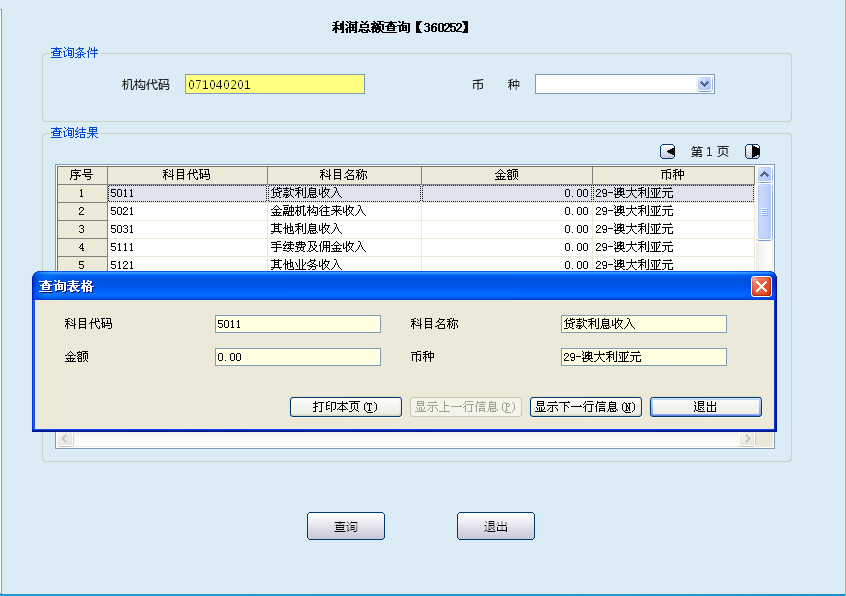 利润总额查询【360252】
查询条件
机构代码 071040201 币 种
查询结果
第 1 页
序号 科目代码 科目名称 金额 币种
1 5011 贷款利息收入 0.00 29-澳大利亚元
2 5021 金融机构往来收入 0.00 29-澳大利亚元
3 5031 其他利息收入 0.00 29-澳大利亚元
4 5111 手续费及佣金收入 0.00 29-澳大利亚元
5 5121 其他业务收入 0.00 29-澳大利亚元
查询表格
科目代码 5011 科目名称 贷款利息收入
金额 0.00 币种 29-澳大利亚元
打印本页(T) 显示上一行信息(P) 显示下一行信息(N) 退出
查询 退出